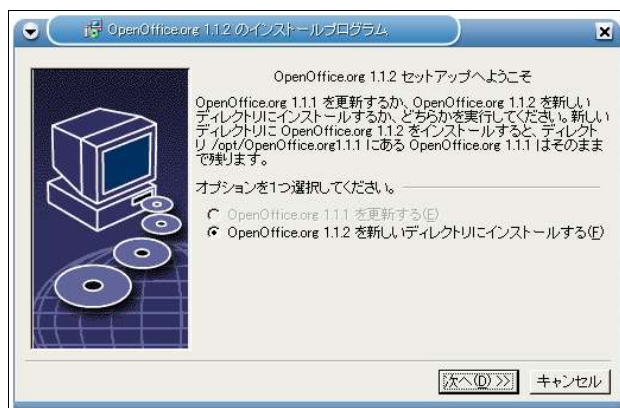 OpenOffice.org 1.1.2 のインストールプログラム
OpenOffice.org 1.1.2 セットアップへようこそ
OpenOffice.org 1.1.1 を更新するか、OpenOffice.org 1.1.2 を新しい
ディレクトリにインストールするか、どちらかを実行してください。新しい
ディレクトリに OpenOffice.org 1.1.2 をインストールすると、ディレクト
リ /opt/OpenOffice.org1.1.1 にある OpenOffice.org 1.1.1 はそのまま
で残ります。
オプションを1つ選択してください。
OpenOffice.org 1.1.1 を更新する(E)
OpenOffice.org 1.1.2 を新しいディレクトリにインストールする(F)
次へ(D) >>
キャンセル